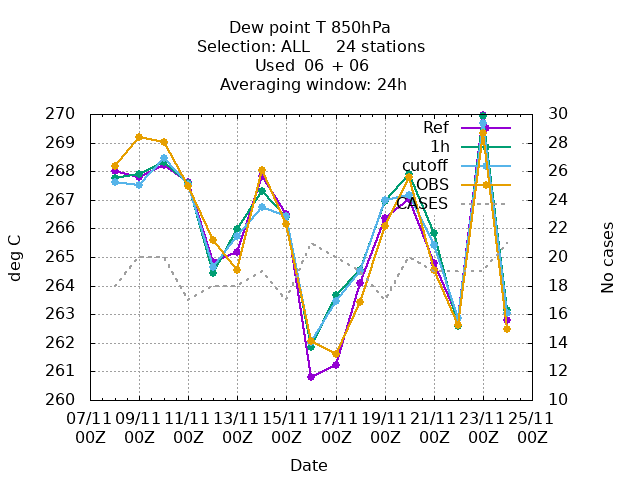 Dew point T 850hPa
Selection: ALL 24 stations
Used 06 + 06
Averaging window: 24h
270
269
268
267
266
265
264
263
262
261
260
deg C
30
28
26
24
22
20
18
16
14
12
10
No cases
Ref
1h
cutoff
OBS
CASES
07/11 09/11 11/11 13/11 15/11 17/11 19/11 21/11 23/11 25/11
00Z 00Z 00Z 00Z 00Z 00Z 00Z 00Z 00Z 00Z
Date